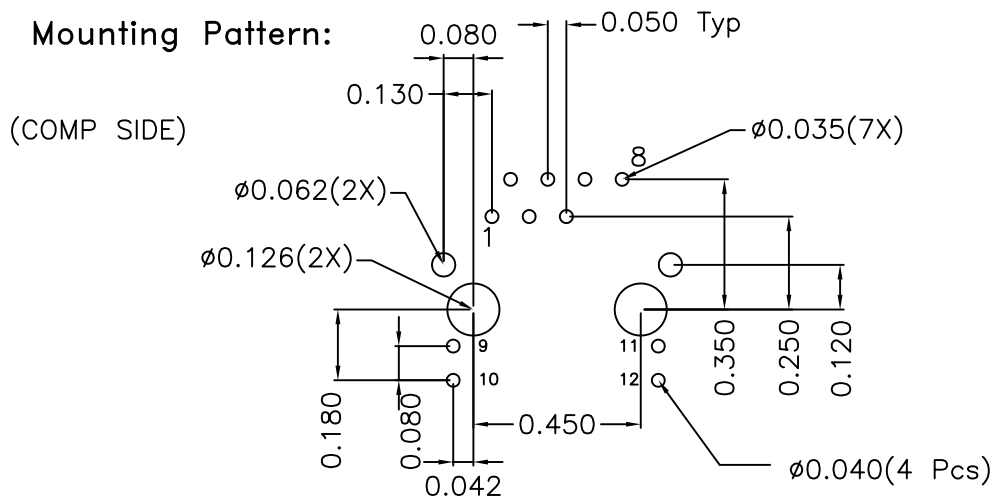 Mounting Pattern:
0.080
0.050 Typ
0.130
(COMP SIDE)
ø0.035(7X)
8
ø0.062(2X)
1
ø0.126(2X)
9
11
10
12
0.350
0.250
0.120
0.180
0.080
0.450
0.042
ø0.040(4 Pcs)